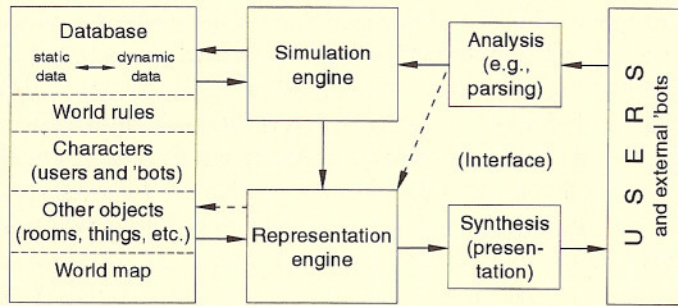 Database
static dynamic
data data
World rules
Characters
(users and 'bots)
Other objects
(rooms, things, etc.)
World map
Simulation
engine
Representation
engine
Analysis
(e.g.,
parsing)
(Interface)
Synthesis
(presen-
tation)
USERS
and external 'bots